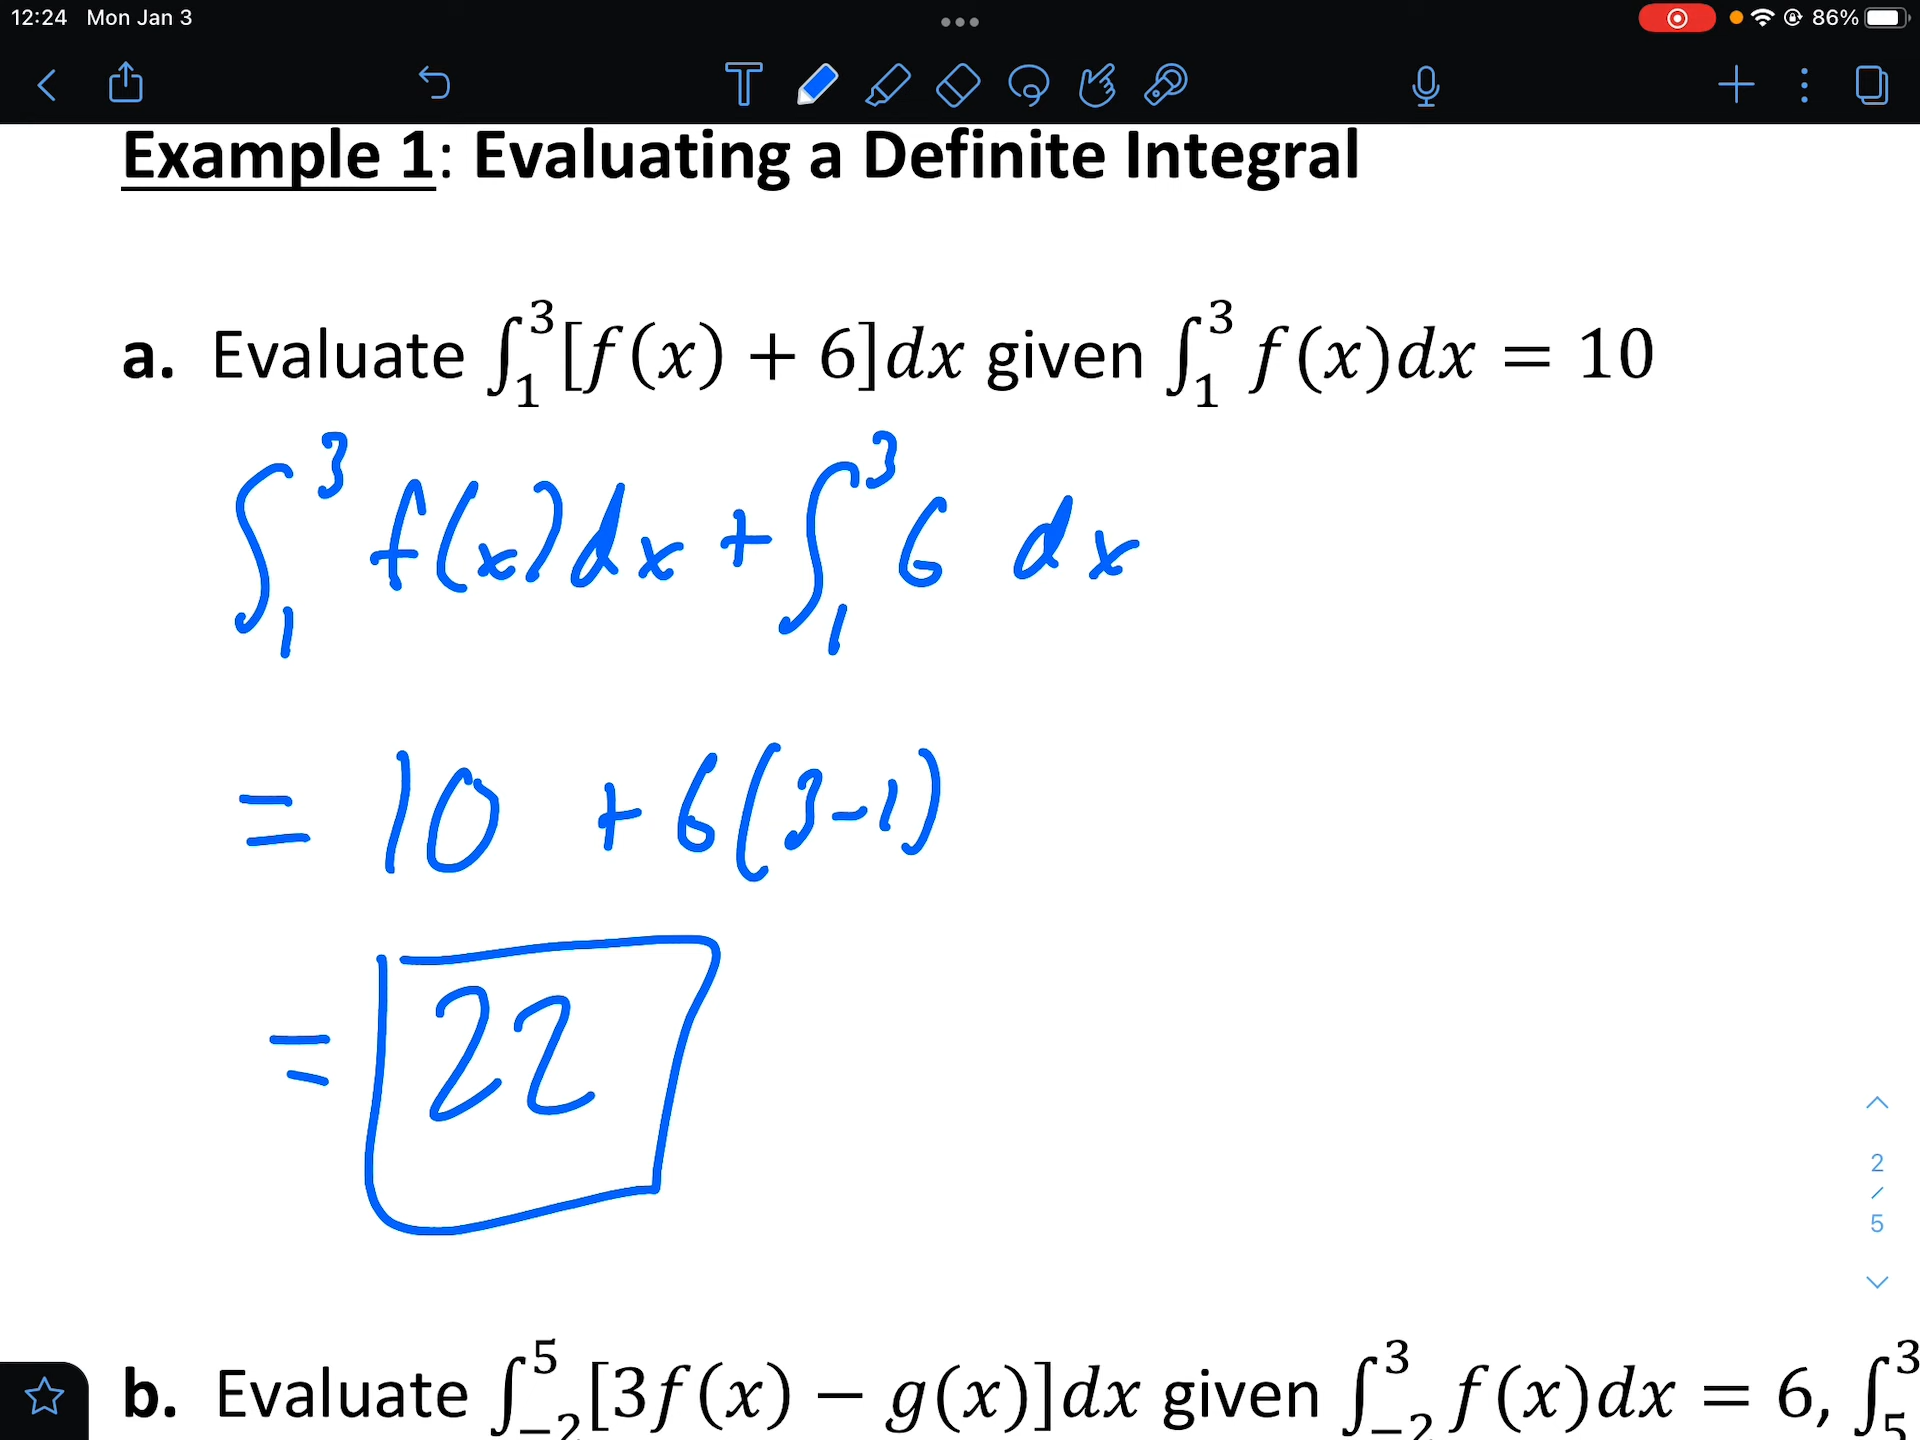 12:24 Mon Jan 3 86%
T
Example 1: Evaluating a Definite Integral
a. Evaluate ∫₁³[f(x) + 6]dx given ∫₁³ f(x)dx = 10
∫₁³ f(x)dx + ∫₁³ 6 dx
= 10 + 6(3-1)
= 22
2
/
5
b. Evaluate ∫₋₂⁵[3f(x) − g(x)]dx given ∫₋₂³ f(x)dx = 6, ∫₅³